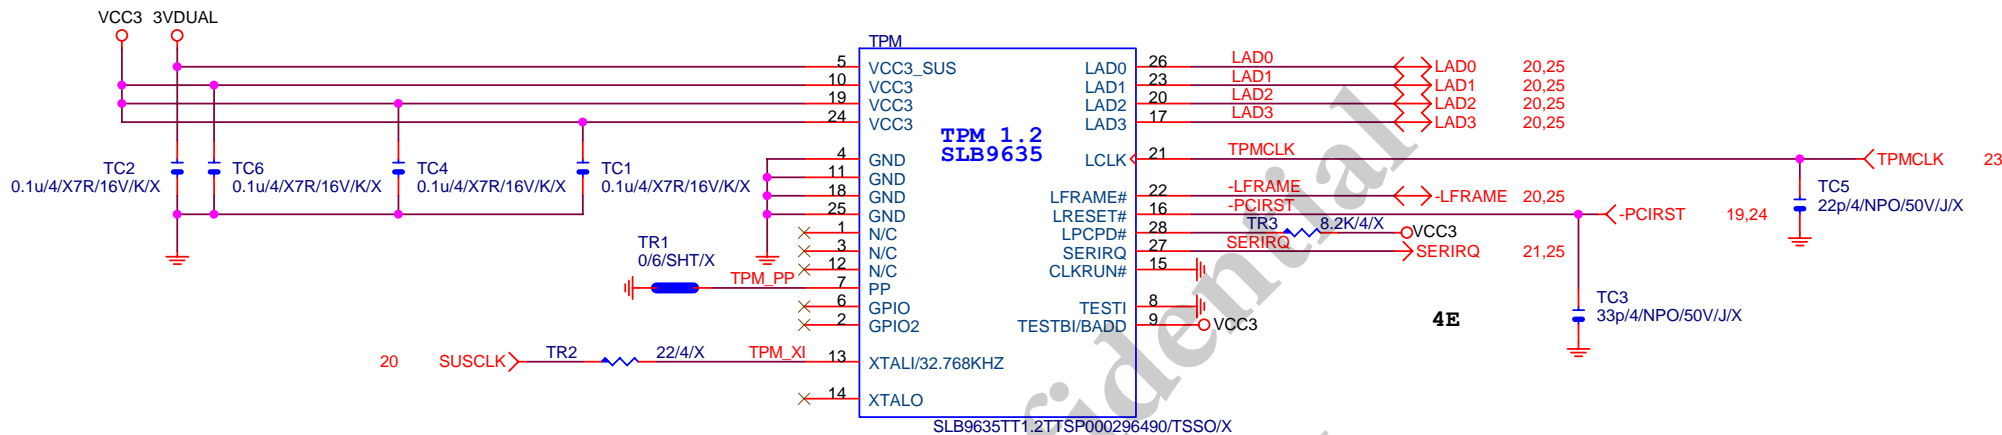 VCC3 3VDUAL
TPM
5 VCC3_SUS
10 VCC3
19 VCC3
24 VCC3
4 GND
11 GND
18 GND
25 GND
1 N/C
3 N/C
12 N/C
7 PP
6 GPIO
2 GPIO2
13 XTALI/32.768KHZ
14 XTALO
TPM 1.2
SLB9635
LAD0 26 LAD0 LAD0 20,25
LAD1 23 LAD1 LAD1 20,25
LAD2 20 LAD2 LAD2 20,25
LAD3 17 LAD3 LAD3 20,25
LCLK 21 TPMCLK TPMCLK 23
LFRAME# 22 -LFRAME -LFRAME 20,25
LRESET# 16 -PCIRST -PCIRST 19,24
LPCPD# 28 TR3 8.2K/4/X VCC3
SERIRQ 27 SERIRQ SERIRQ 21,25
CLKRUN# 15
TESTI 8
TESTBI/BADD 9 VCC3
TC2
0.1u/4/X7R/16V/K/X
TC6
0.1u/4/X7R/16V/K/X
TC4
0.1u/4/X7R/16V/K/X
TC1
0.1u/4/X7R/16V/K/X
TR1
0/6/SHT/X
TPM_PP
20 SUSCLK TR2 22/4/X TPM_XI
TC5
22p/4/NPO/50V/J/X
TC3
33p/4/NPO/50V/J/X
4E
SLB9635TT1.2TTSP000296490/TSSO/X
fidential